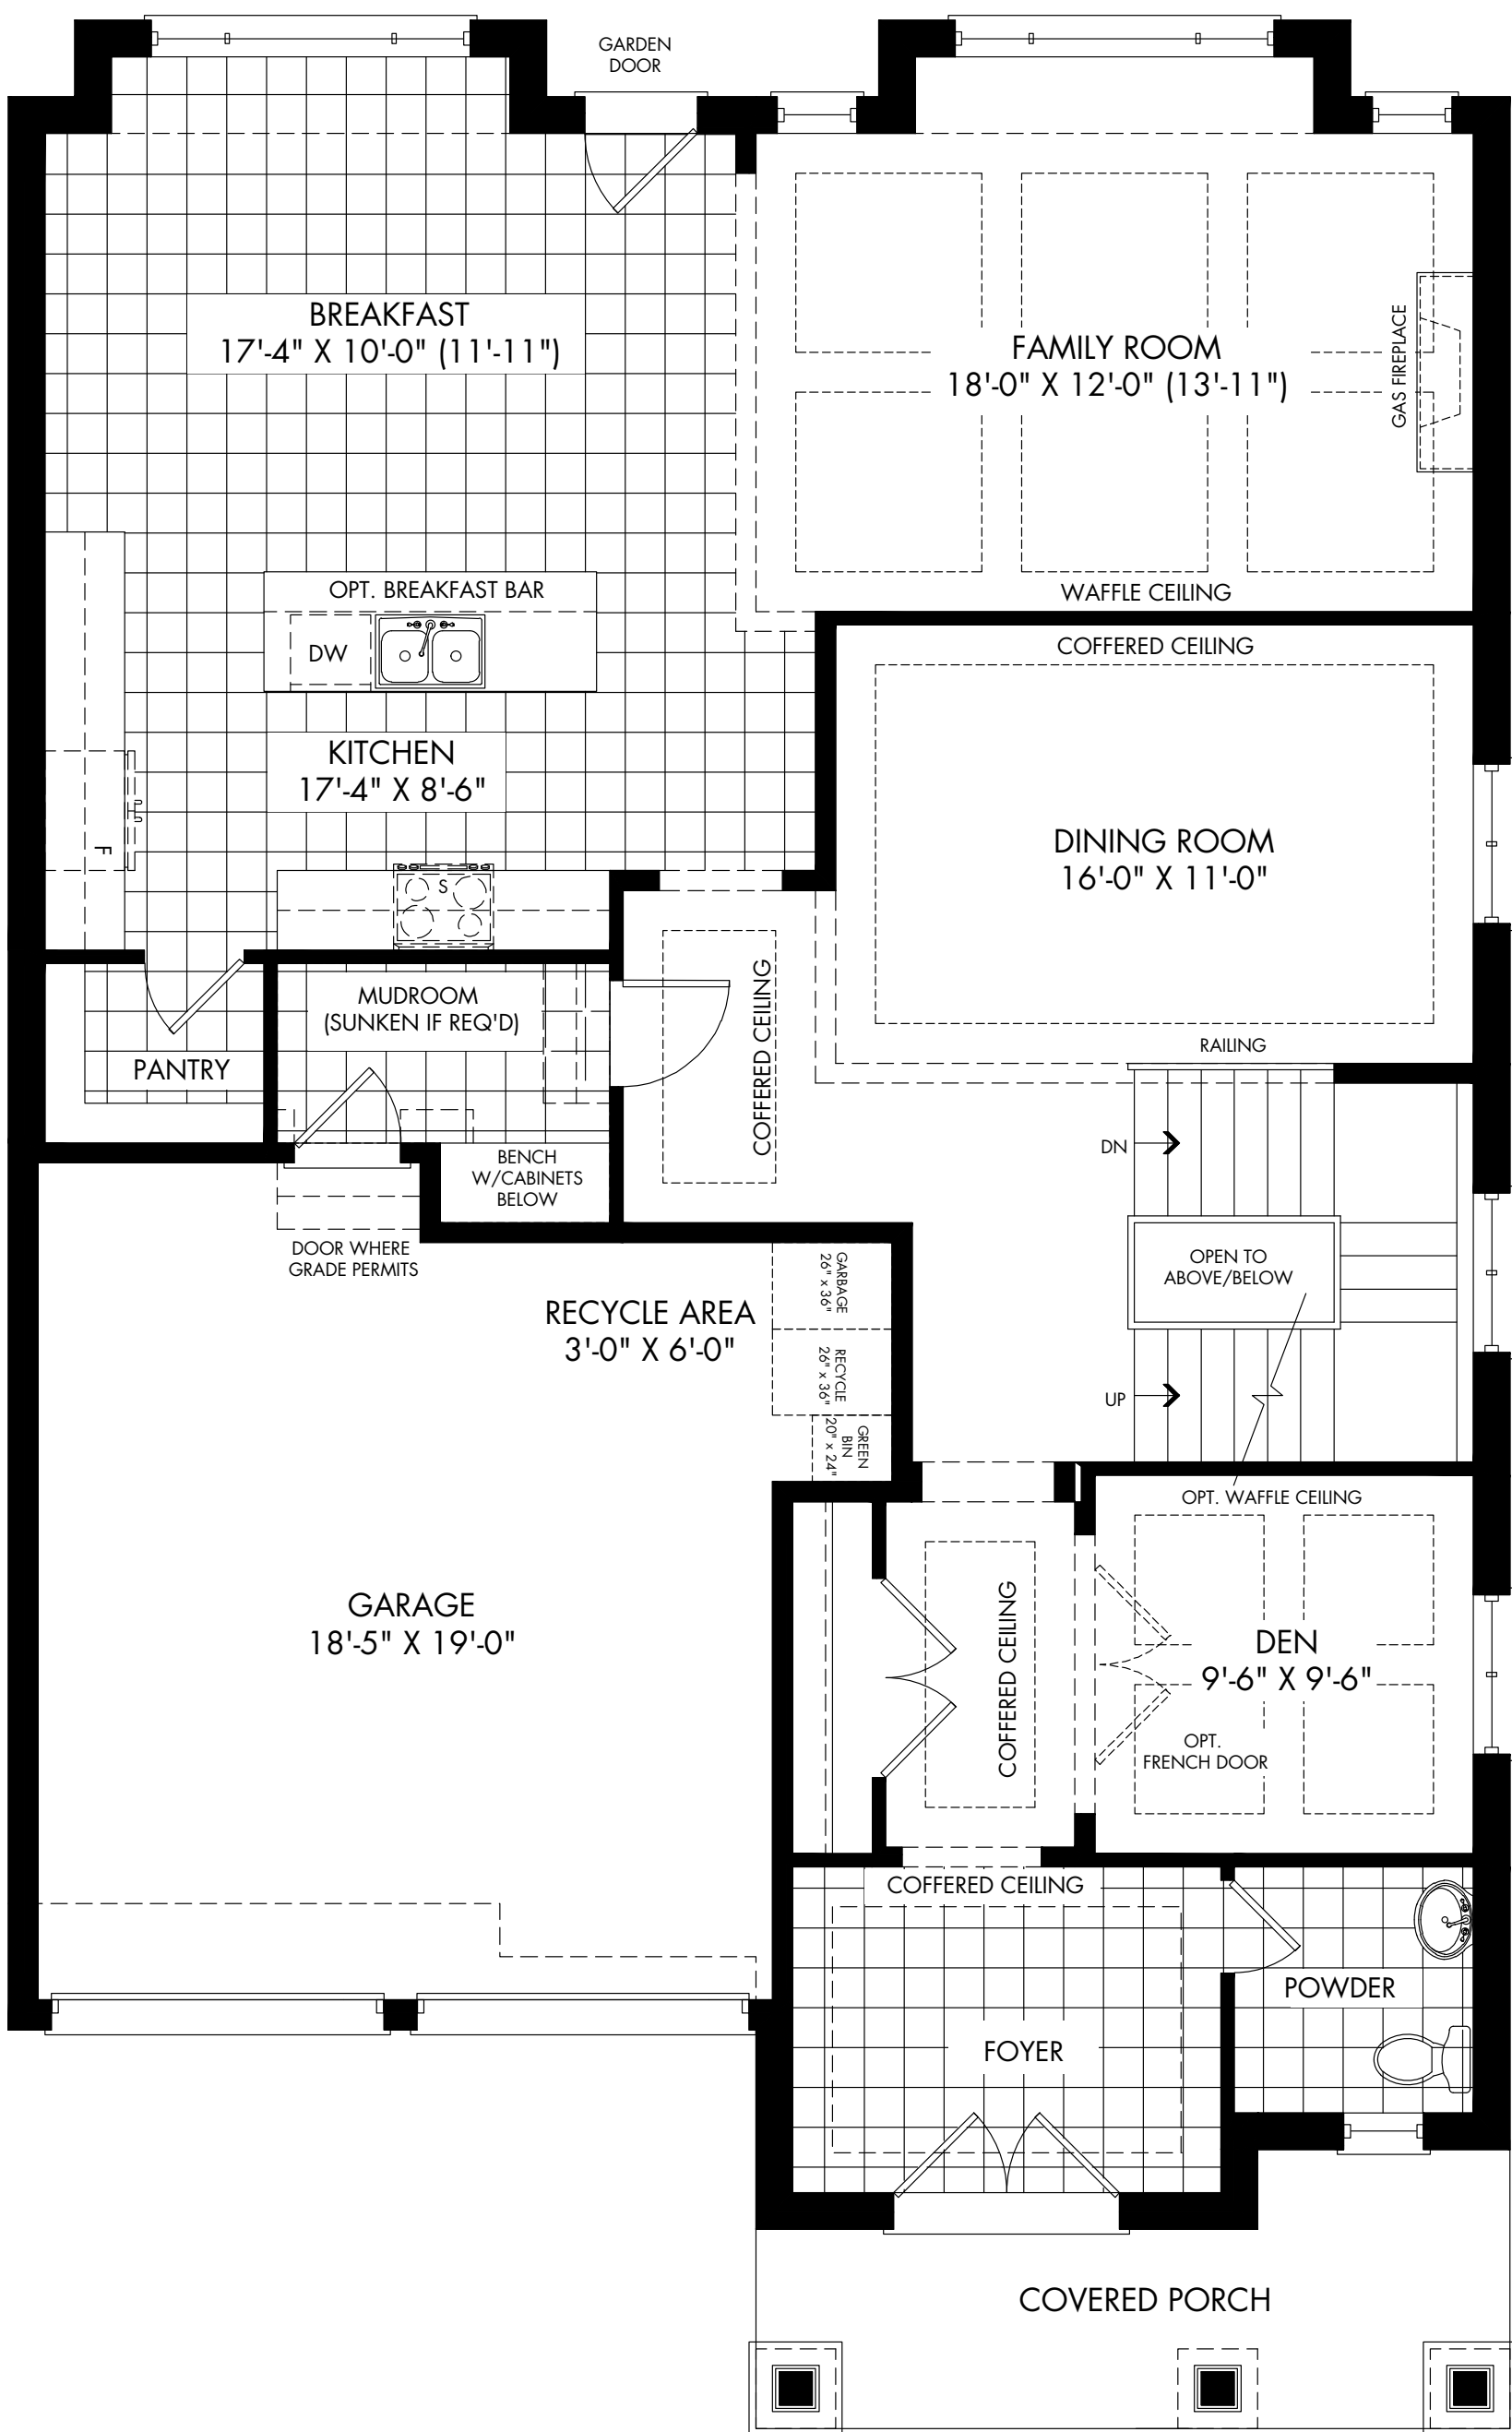 GARDEN
DOOR
BREAKFAST
17'-4" X 10'-0" (11'-11")
FAMILY ROOM
18'-0" X 12'-0" (13'-11")
GAS FIREPLACE
WAFFLE CEILING
OPT. BREAKFAST BAR
DW
COFFERED CEILING
KITCHEN
17'-4" X 8'-6"
F
S
DINING ROOM
16'-0" X 11'-0"
MUDROOM
(SUNKEN IF REQ'D)
PANTRY
COFFERED CEILING
RAILING
DN
BENCH
W/CABINETS
BELOW
DOOR WHERE
GRADE PERMITS
OPEN TO
ABOVE/BELOW
RECYCLE AREA
3'-0" X 6'-0"
GARBAGE
26" x 36"
RECYCLE
26" x 36"
GREEN
BIN
20" x 24"
UP
OPT. WAFFLE CEILING
GARAGE
18'-5" X 19'-0"
COFFERED CEILING
DEN
9'-6" X 9'-6"
OPT.
FRENCH DOOR
COFFERED CEILING
POWDER
FOYER
COVERED PORCH